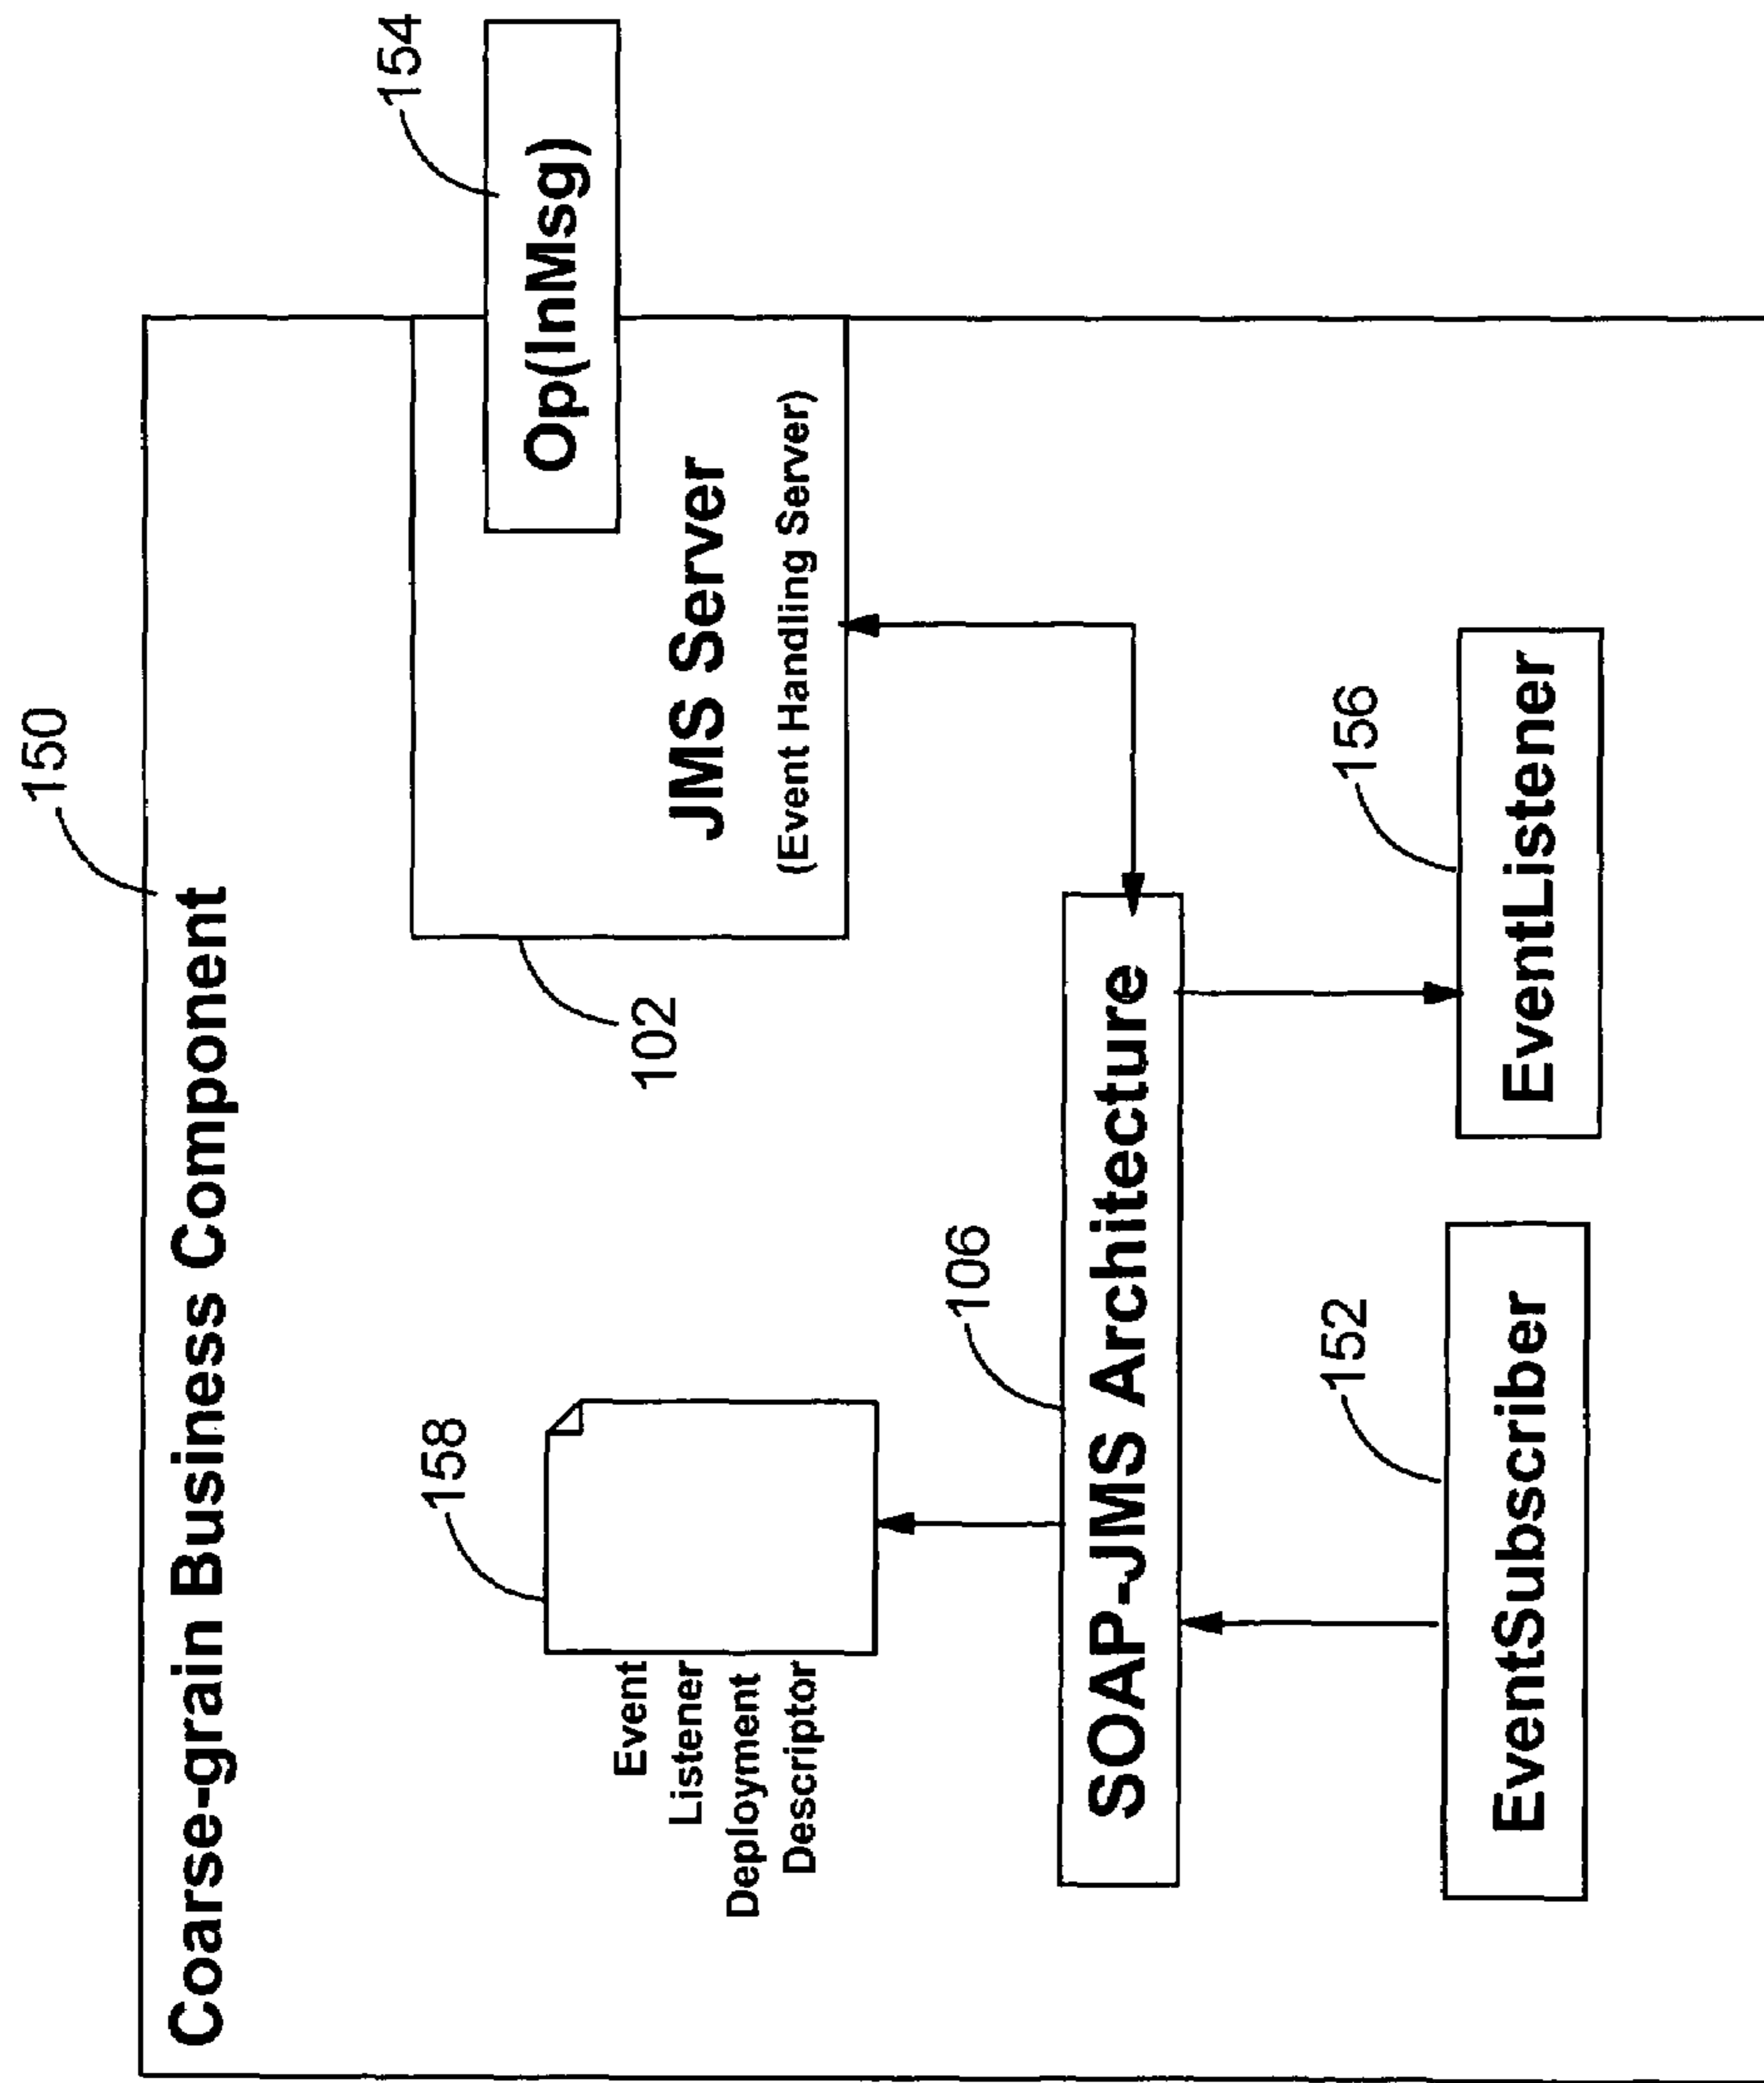 150
Coarse-grain Business Component
154
Op(InMsg)
JMS Server
(Event Handling Server)
102
158
Event
Listener
Deployment
Descriptor
106
SOAP-JMS Architecture
152
EventSubscriber
156
EventListener